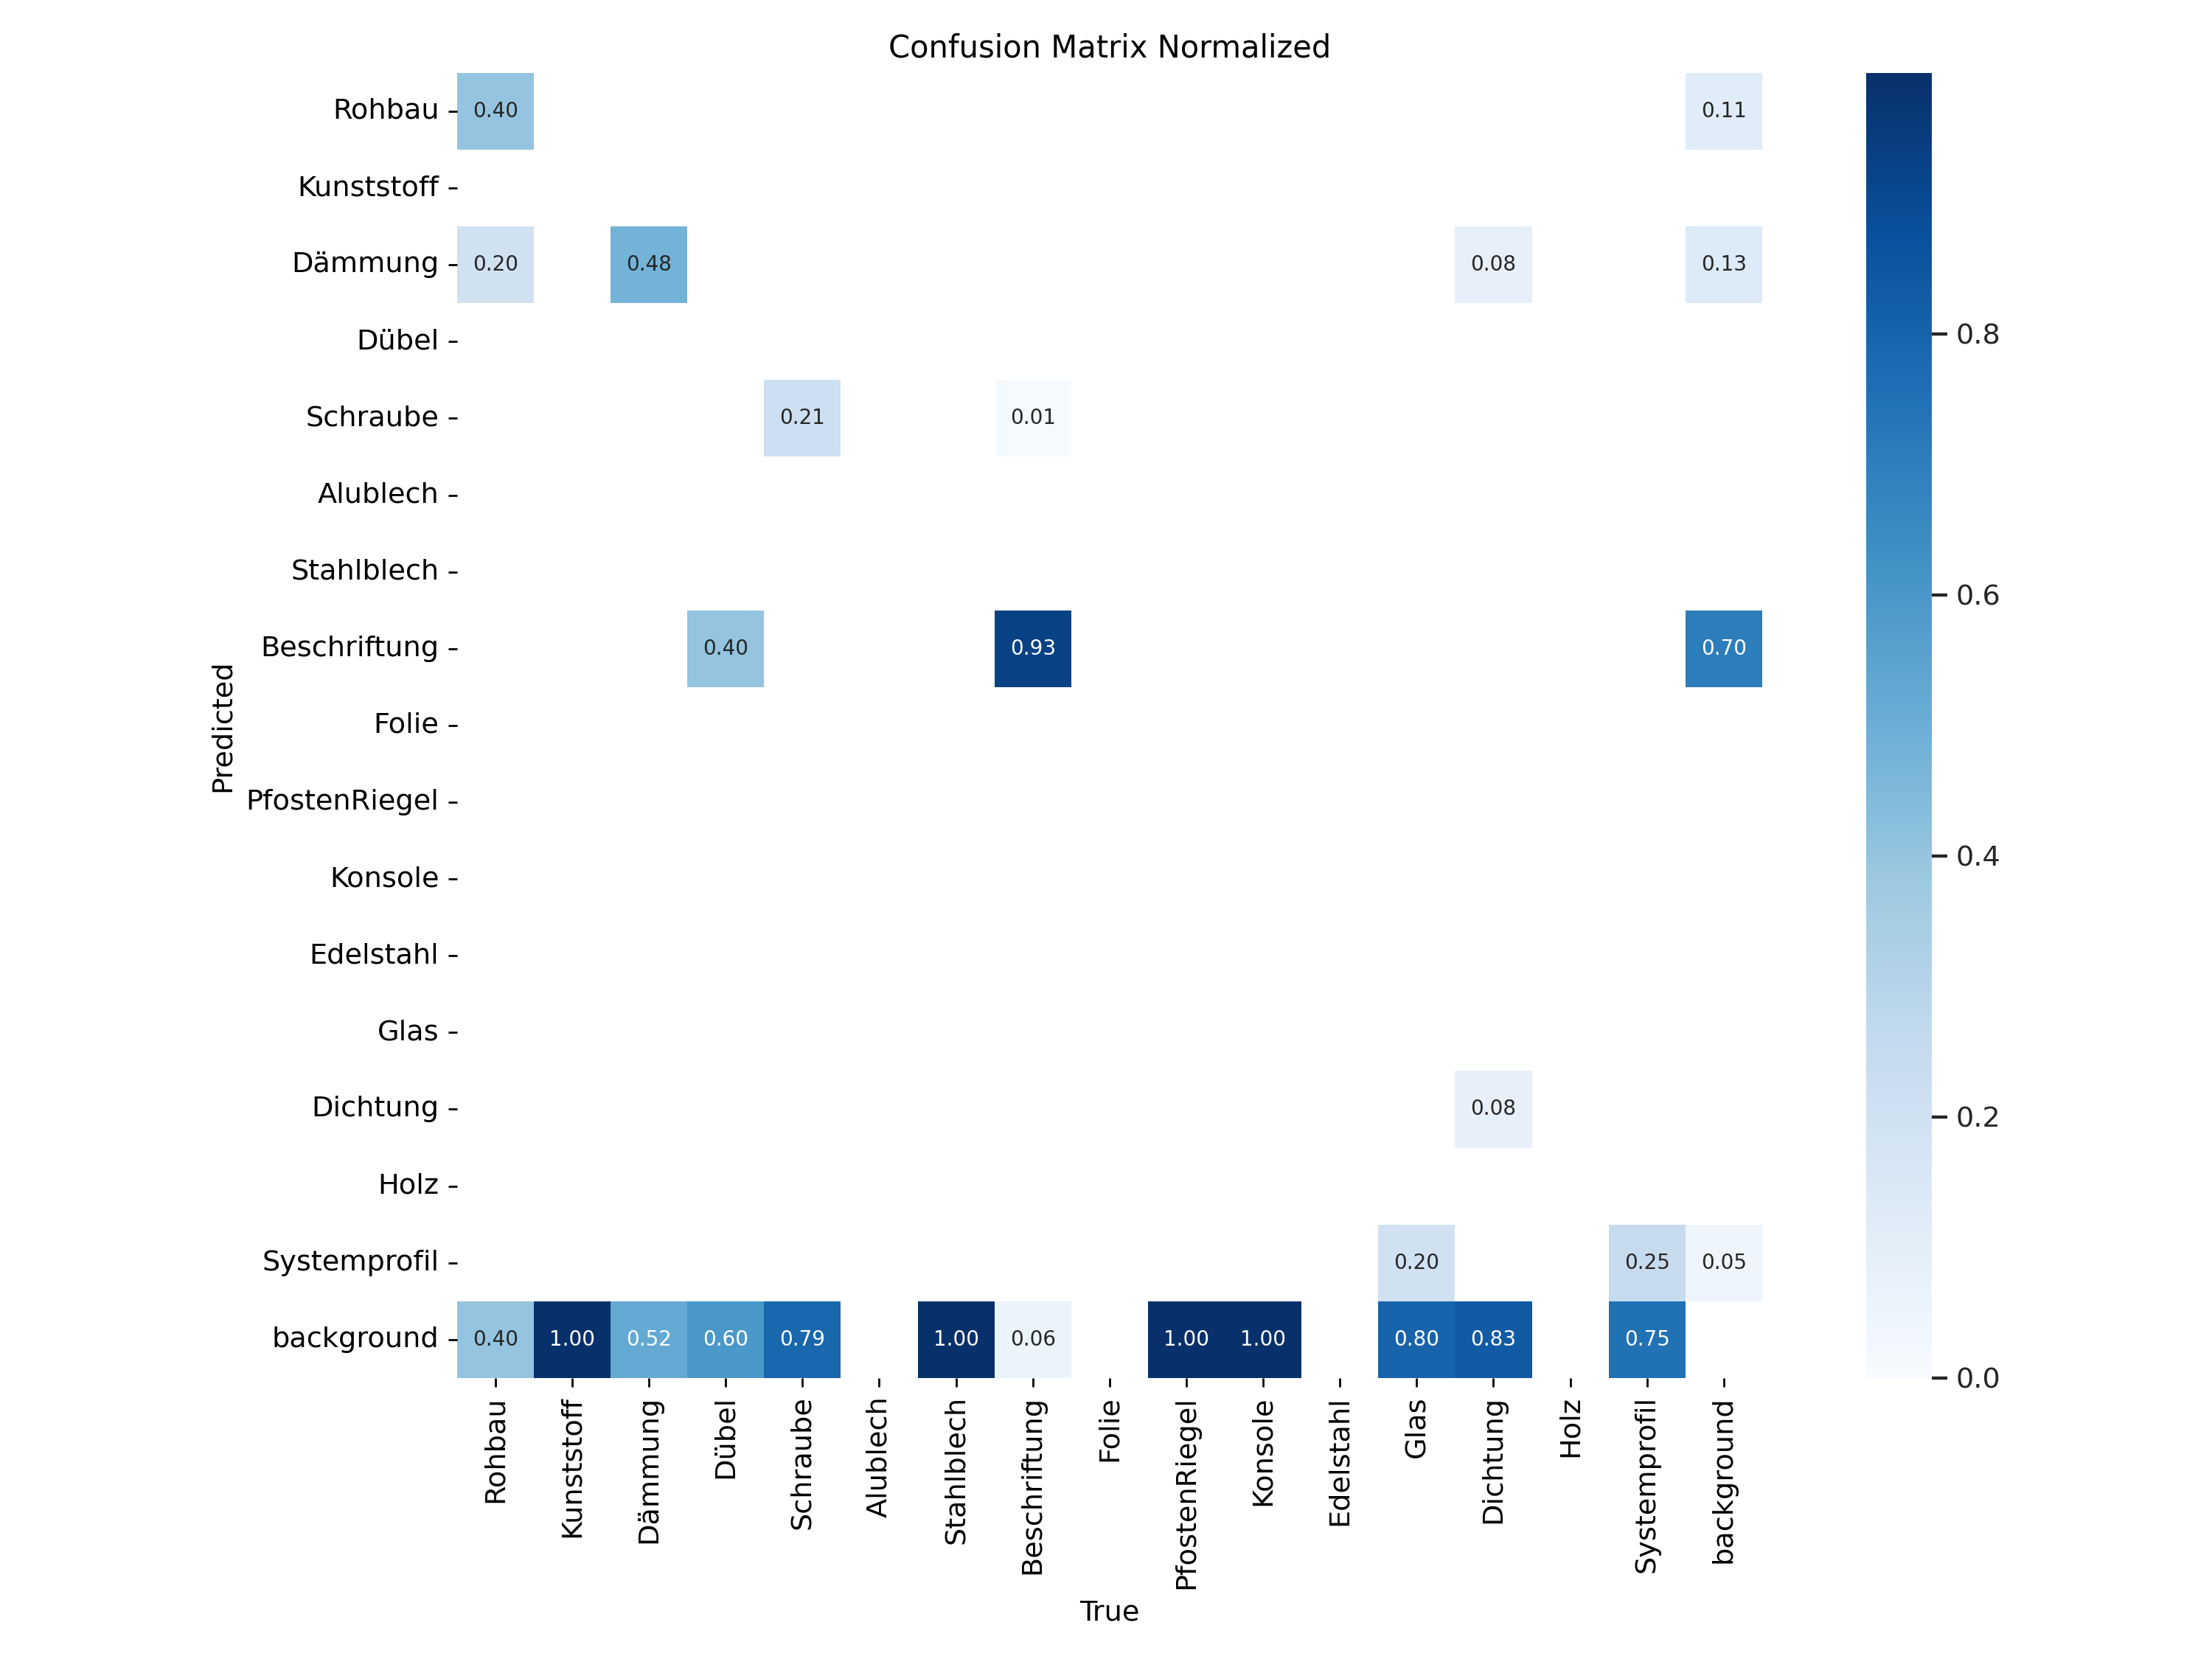 Confusion Matrix Normalized
Rohbau
0.40
0.11
Kunststoff
Dämmung
0.20
0.48
0.08
0.13
Dübel
0.8
Schraube
0.21
0.01
Alublech
Stahlblech
0.6
Beschriftung
0.40
0.93
0.70
Predicted
Folie
PfostenRiegel
0.4
Konsole
Edelstahl
Glas
Dichtung
0.08
0.2
Holz
Systemprofil
0.20
0.25
0.05
background
0.40
1.00
0.52
0.60
0.79
1.00
0.06
1.00
1.00
0.80
0.83
0.75
0.0
Rohbau
Kunststoff
Dämmung
Dübel
Schraube
Alublech
Stahlblech
Beschriftung
Folie
PfostenRiegel
Konsole
Edelstahl
Glas
Dichtung
Holz
Systemprofil
background
True